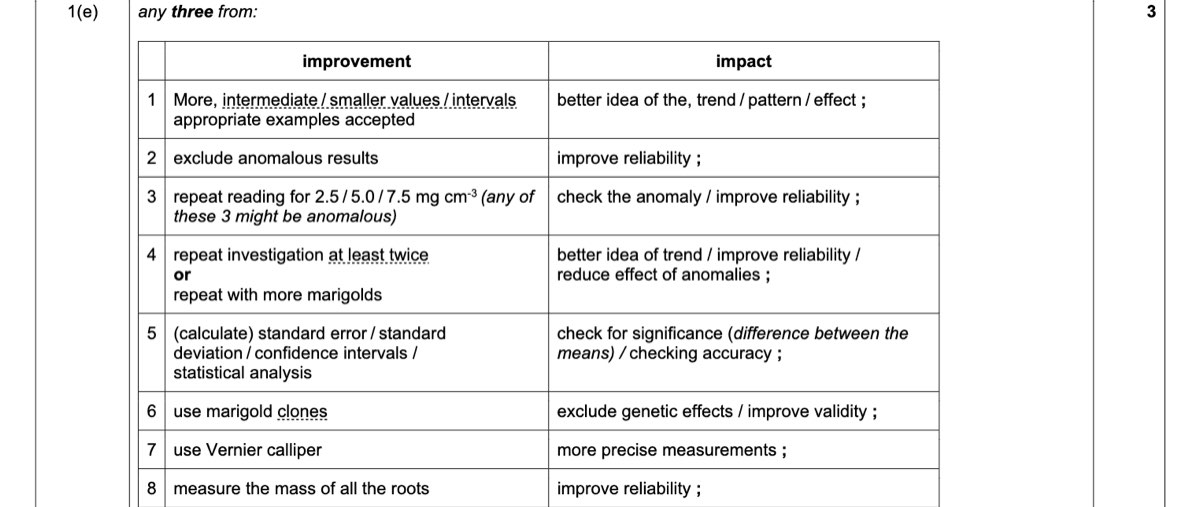 1(e) any three from: 3
improvement impact
1 More, intermediate / smaller values / intervals better idea of the, trend / pattern / effect ;
appropriate examples accepted
2 exclude anomalous results improve reliability ;
3 repeat reading for 2.5 / 5.0 / 7.5 mg cm-3 (any of check the anomaly / improve reliability ;
these 3 might be anomalous)
4 repeat investigation at least twice better idea of trend / improve reliability /
or reduce effect of anomalies ;
repeat with more marigolds
5 (calculate) standard error / standard check for significance (difference between the
deviation / confidence intervals / means) / checking accuracy ;
statistical analysis
6 use marigold clones exclude genetic effects / improve validity ;
7 use Vernier calliper more precise measurements ;
8 measure the mass of all the roots improve reliability ;